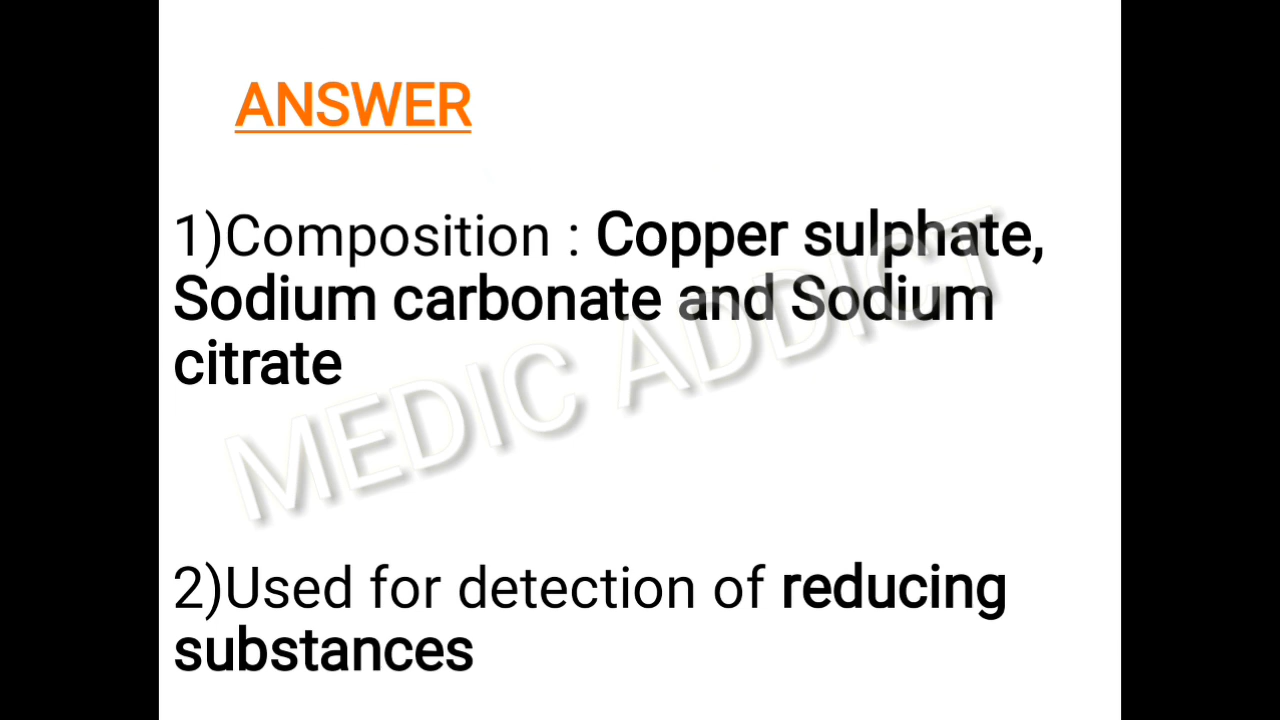 ANSWER
1)Composition : Copper sulphate,
Sodium carbonate and Sodium
citrate
MEDIC ADDICT
2)Used for detection of reducing
substances